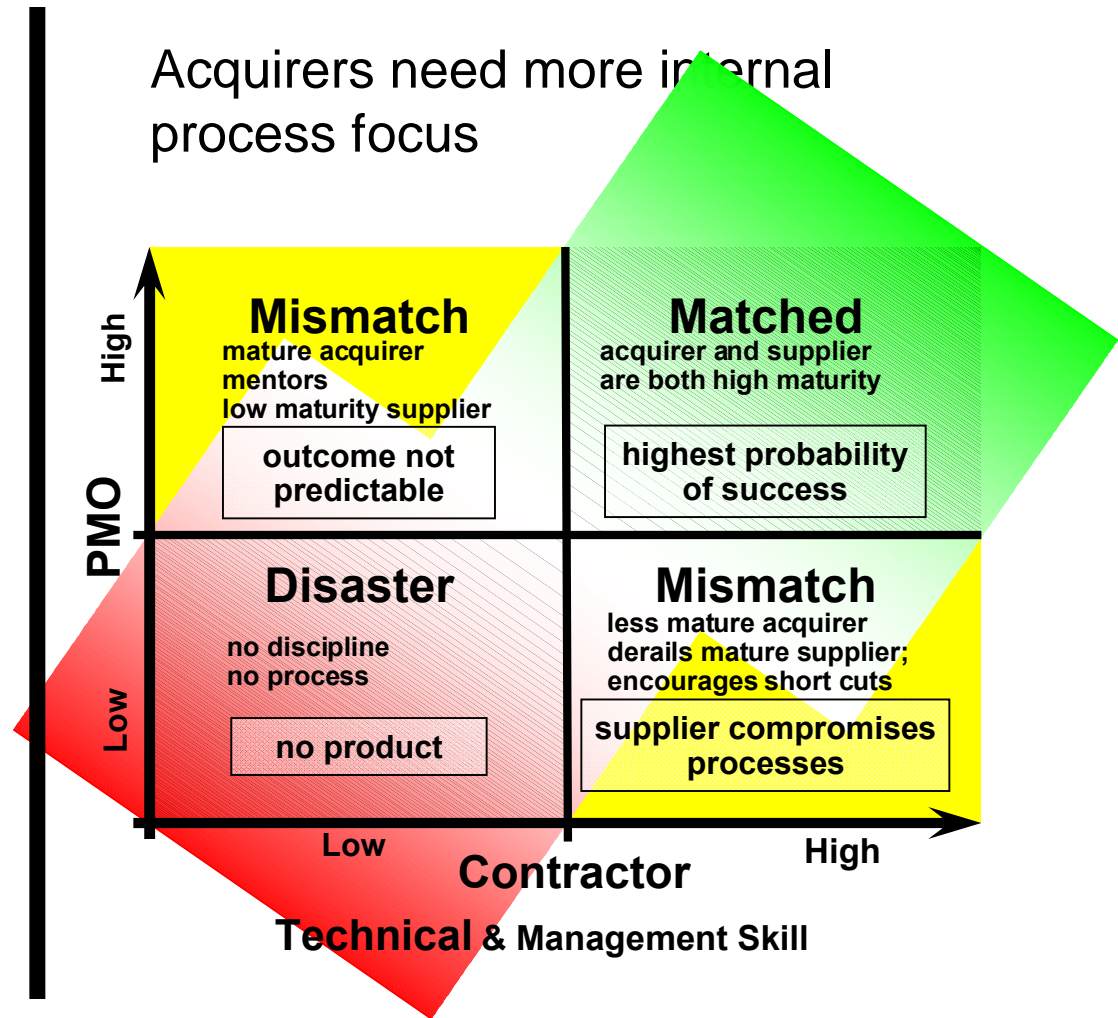 Acquirers need more internal
process focus
High
Mismatch
mature acquirer
mentors
low maturity supplier
outcome not
predictable
Matched
acquirer and supplier
are both high maturity
highest probability
of success
PMO
Low
Disaster
no discipline
no process
no product
Mismatch
less mature acquirer
derails mature supplier;
encourages short cuts
supplier compromises
processes
Low
High
Contractor
Technical & Management Skill